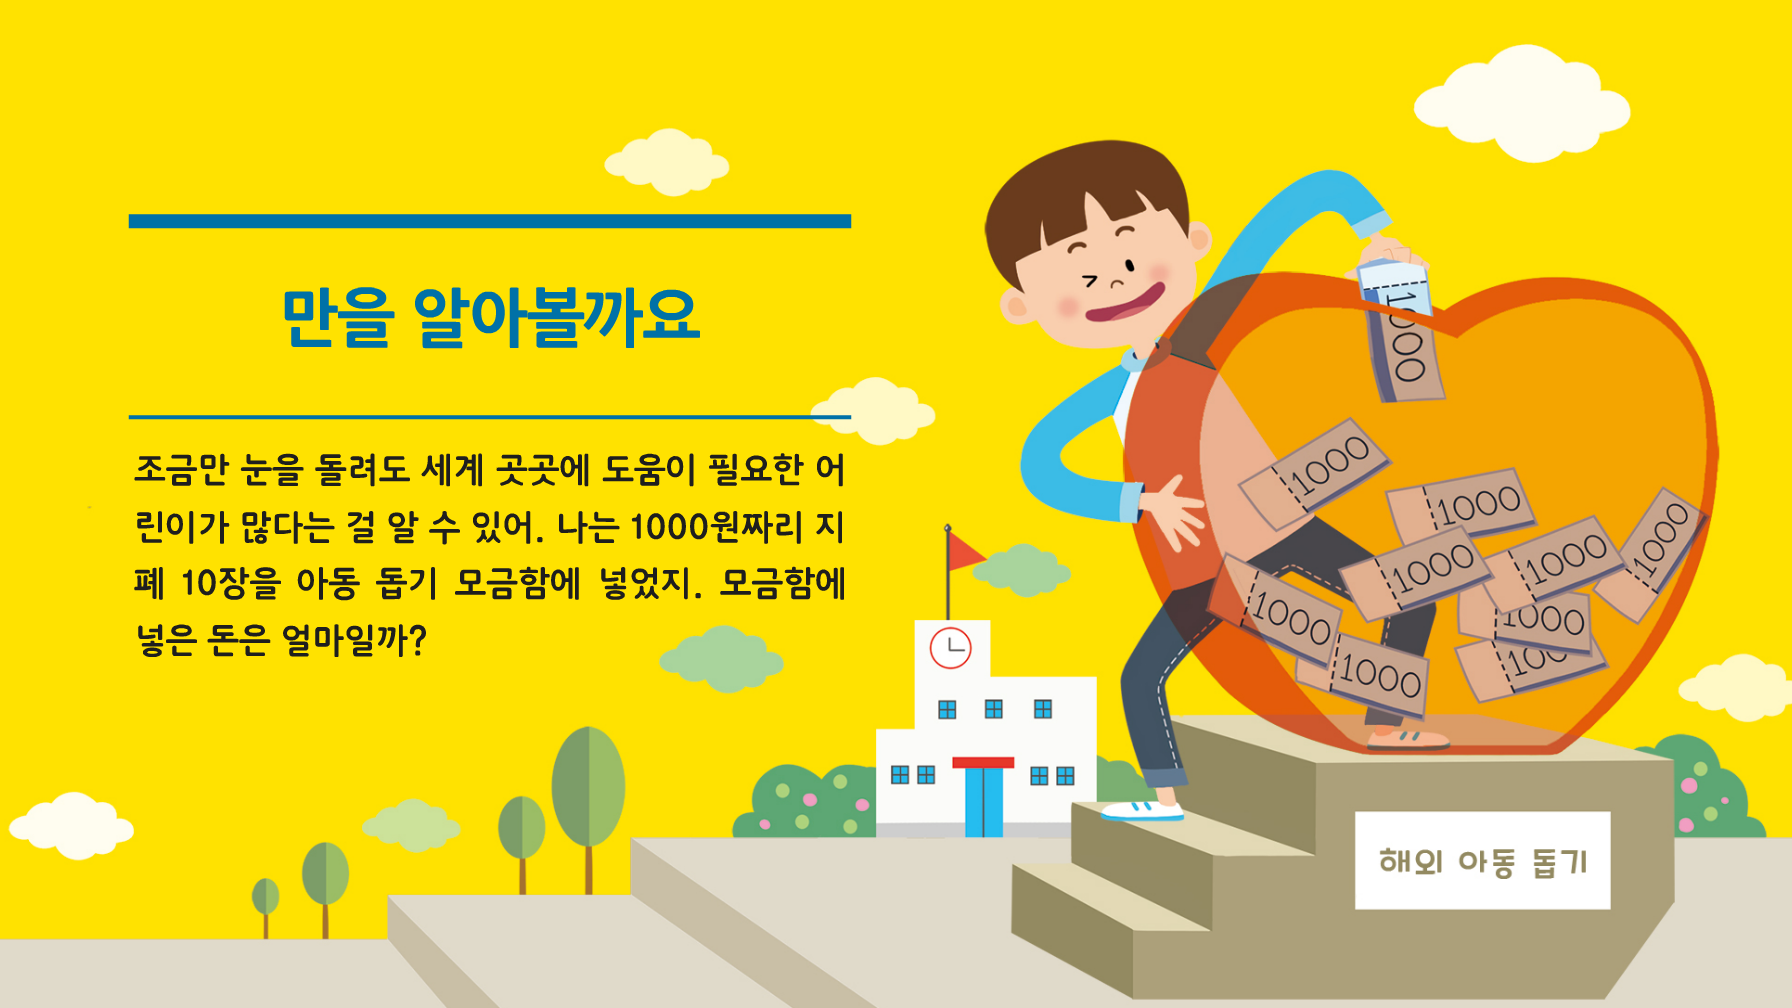 만을 알아볼까요
조금만 눈을 돌려도 세계 곳곳에 도움이 필요한 어
린이가 많다는 걸 알 수 있어. 나는 1000원짜리 지
폐 10장을 아동 돕기 모금함에 넣었지. 모금함에
넣은 돈은 얼마일까?
1000
1000
1000
1000
1000
1000
1000
1000
1000
1000
해외 아동 돕기